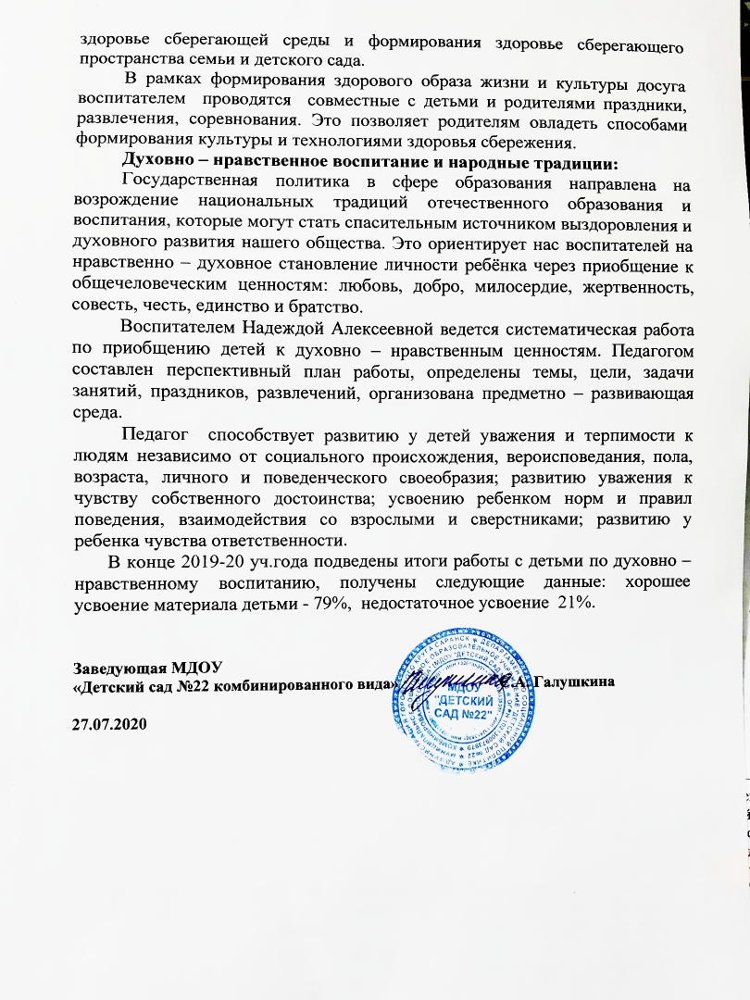 здоровье сберегающей среды и формирования здоровье сберегающего
пространства семьи и детского сада.
В рамках формирования здорового образа жизни и культуры досуга
воспитателем проводятся совместные с детьми и родителями праздники,
развлечения, соревнования. Это позволяет родителям овладеть способами
формирования культуры и технологиями здоровья сбережения.
Духовно – нравственное воспитание и народные традиции:
Государственная политика в сфере образования направлена на
возрождение национальных традиций отечественного образования и
воспитания, которые могут стать спасительным источником выздоровления и
духовного развития нашего общества. Это ориентирует нас воспитателей на
нравственно – духовное становление личности ребёнка через приобщение к
общечеловеческим ценностям: любовь, добро, милосердие, жертвенность,
совесть, честь, единство и братство.
Воспитателем Надеждой Алексеевной ведется систематическая работа
по приобщению детей к духовно – нравственным ценностям. Педагогом
составлен перспективный план работы, определены темы, цели, задачи
занятий, праздников, развлечений, организована предметно – развивающая
среда.
Педагог способствует развитию у детей уважения и терпимости к
людям независимо от социального происхождения, вероисповедания, пола,
возраста, личного и поведенческого своеобразия; развитию уважения к
чувству собственного достоинства; усвоению ребенком норм и правил
поведения, взаимодействия со взрослыми и сверстниками; развитию у
ребенка чувства ответственности.
В конце 2019-20 уч.года подведены итоги работы с детьми по духовно –
нравственному воспитанию, получены следующие данные: хорошее
усвоение материала детьми - 79%, недостаточное усвоение 21%.
Заведующая МДОУ
«Детский сад №22 комбинированного вида» А. Галушкина
МДОУ
"ДЕТСКИЙ
САД №22"
27.07.2020